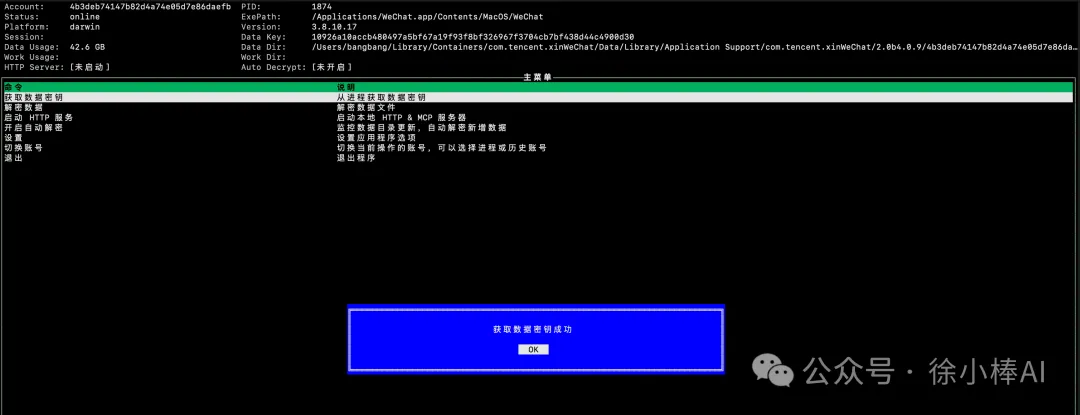 Account: 4b3deb74147b82d4a74e05d7e86daefb PID: 1874
Status: online ExePath: /Applications/WeChat.app/Contents/MacOS/WeChat
Platform: darwin Version: 3.8.10.17
Session: Data Key: 10926a10accb480497a5bf67a19f93f8bf326967f3704cb7bf438d44c4900d30
Data Usage: 42.6 GB Data Dir: /Users/bangbang/Library/Containers/com.tencent.xinWeChat/Data/Library/Application Support/com.tencent.xinWeChat/2.0b4.0.9/4b3deb74147b82d4a74e05d7e86da…
Work Usage: Work Dir:
HTTP Server: [未启动] Auto Decrypt: [未开启]
主菜单
命令 说明
获取数据密钥 从进程获取数据密钥
解密数据 解密数据文件
启动 HTTP 服务 启动本地 HTTP & MCP 服务器
开启自动解密 监控数据目录更新，自动解密新增数据
设置 设置应用程序选项
切换账号 切换当前操作的账号，可以选择进程或历史账号
退出 退出程序
获取数据密钥成功
OK
公众号 · 徐小棒AI